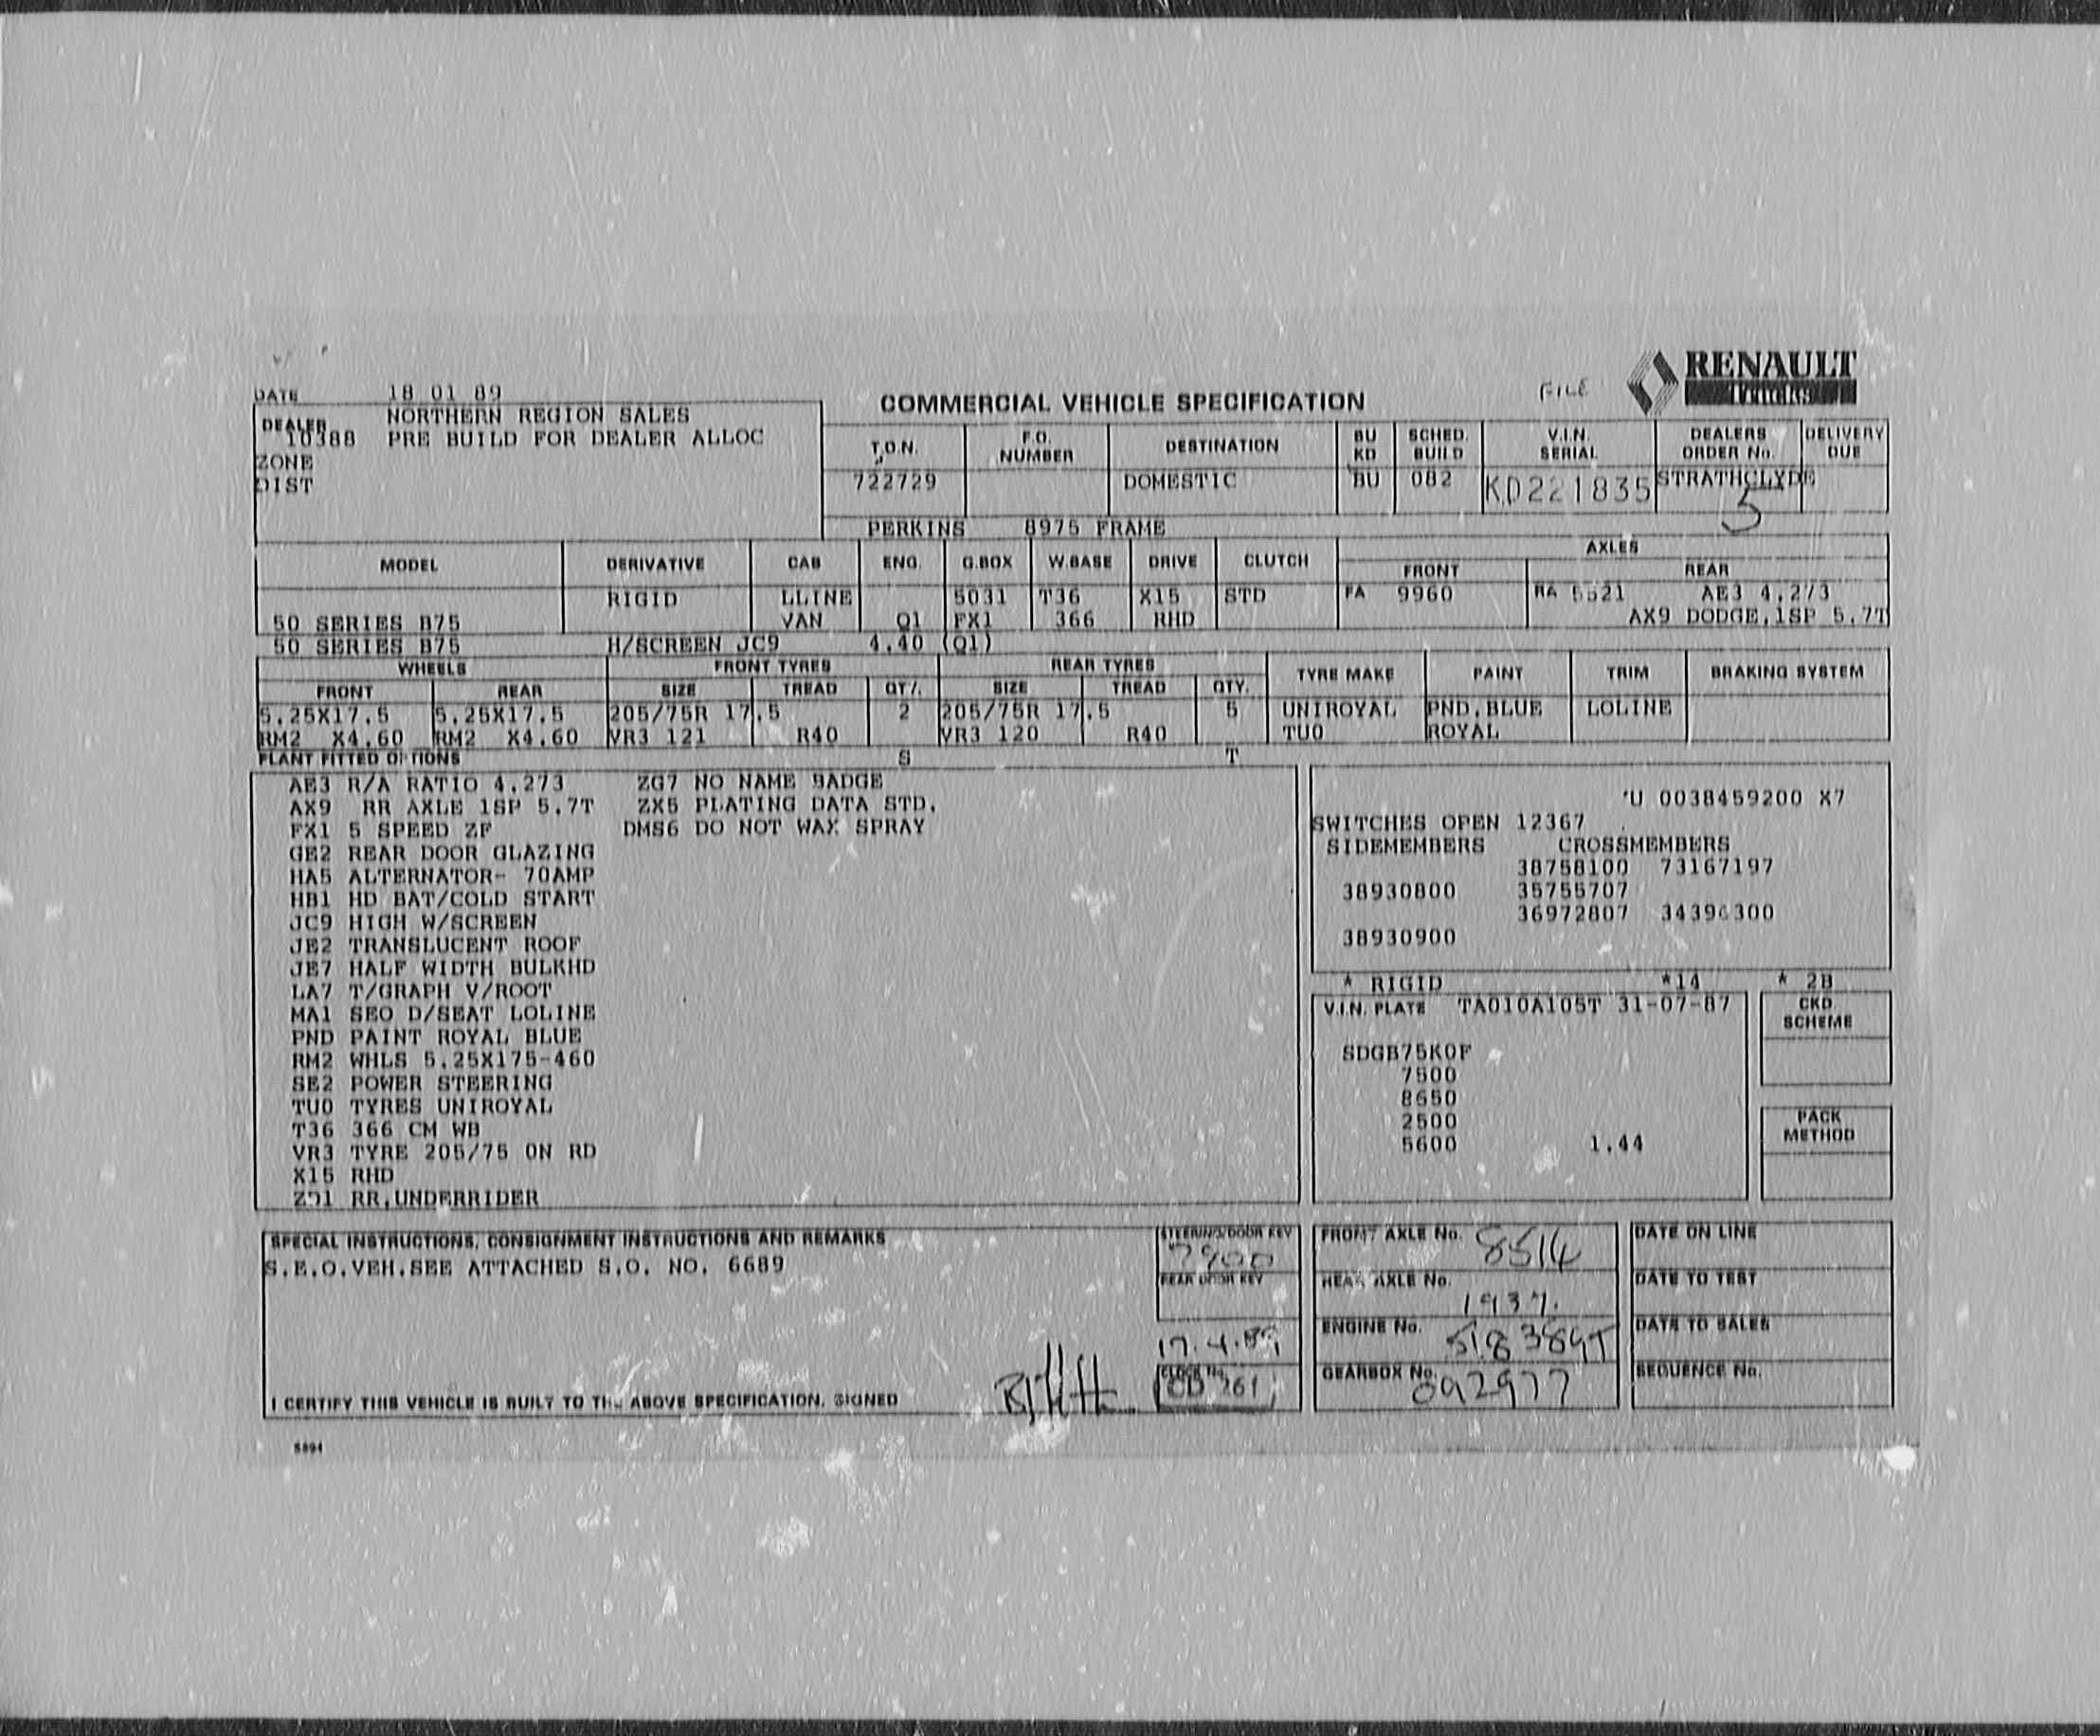 FILE
RENAULT
Trucks
DATE 18 01 89
COMMERCIAL VEHICLE SPECIFICATION
DEALER NORTHERN REGION SALES
10388 PRE BUILD FOR DEALER ALLOC
ZONE
DIST
T.O.N. F.O. NUMBER DESTINATION BU KD SCHED. BUILD V.I.N. SERIAL DEALERS ORDER No. DELIVERY DUE
722729 DOMESTIC BU 082 KD221835 STRATHCLYDE
5
PERKINS 8975 FRAME
MODEL DERIVATIVE CAB ENG. G.BOX W.BASE DRIVE CLUTCH AXLES
FRONT REAR
RIGID LLINE 5031 T36 X15 STD FA 9960 RA AE3 4.273
50 SERIES B75 VAN Q1 FX1 366 RHD AX9 DODGE,1SP 5.7T
50 SERIES B75 H/SCREEN JC9 4.40 (Q1)
WHEELS FRONT TYRES REAR TYRES TYRE MAKE PAINT TRIM BRAKING SYSTEM
FRONT REAR SIZE TREAD QTY. SIZE TREAD QTY.
5.25X17.5 5.25X17.5 205/75R 17.5 2 205/75R 17.5 5 UNIROYAL PND.BLUE LOLINE
RM2 X4.60 RM2 X4.60 VR3 121 R40 VR3 120 R40 TU0 ROYAL
PLANT FITTED OPTIONS S T
AE3 R/A RATIO 4.273 ZG7 NO NAME BADGE
AX9 RR AXLE 1SP 5.7T ZX5 PLATING DATA STD.
FX1 5 SPEED ZF DMS6 DO NOT WAX SPRAY
GE2 REAR DOOR GLAZING
HA5 ALTERNATOR- 70AMP
HB1 HD BAT/COLD START
JC9 HIGH W/SCREEN
JE2 TRANSLUCENT ROOF
JE7 HALF WIDTH BULKHD
LA7 T/GRAPH V/ROOT
MA1 SEO D/SEAT LOLINE
PND PAINT ROYAL BLUE
RM2 WHLS 5.25X175-460
SE2 POWER STEERING
TU0 TYRES UNIROYAL
T36 366 CM WB
VR3 TYRE 205/75 ON RD
X15 RHD
RR.UNDERRIDER
'U 0038459200 X7
SWITCHES OPEN 12367
SIDEMEMBERS CROSSMEMBERS
38758100 73167197
38930800 35755707
36972807
38930900
* RIGID *14 * 2B
V.I.N. PLATE TA010A105T 31-07-87 CKD. SCHEME
SDGB75K0F
7500
8650
2500
5600 1.44
PACK METHOD
SPECIAL INSTRUCTIONS, CONSIGNMENT INSTRUCTIONS AND REMARKS
S.E.O.VEH.SEE ATTACHED S.O. NO. 6689
STEERING/DOOR KEY
REAR DOOR KEY
17.4.89
CLOCK No.
CD 261
I CERTIFY THIS VEHICLE IS BUILT TO THE ABOVE SPECIFICATION. SIGNED
FRONT AXLE No. 8514
REAR AXLE No. 1937.
ENGINE No.
GEARBOX No. 092977
DATE ON LINE
DATE TO TEST
DATE TO SALES
SEQUENCE No.
5894